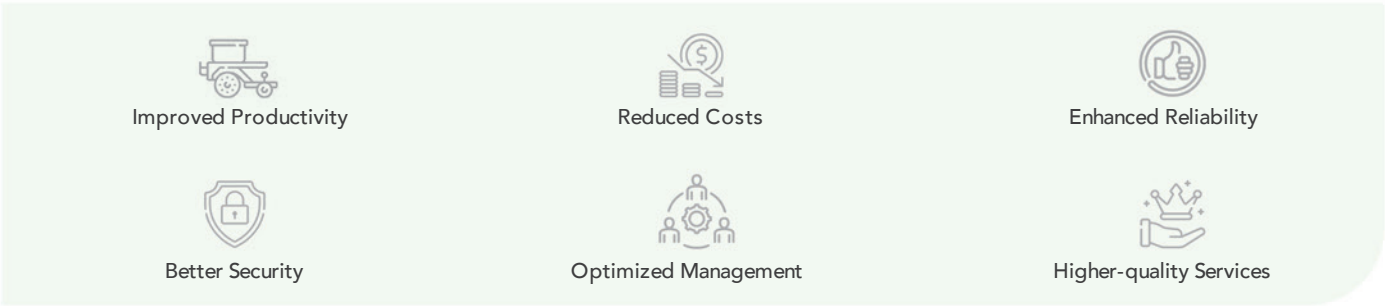 Improved Productivity
Reduced Costs
Enhanced Reliability
Better Security
Optimized Management
Higher-quality Services